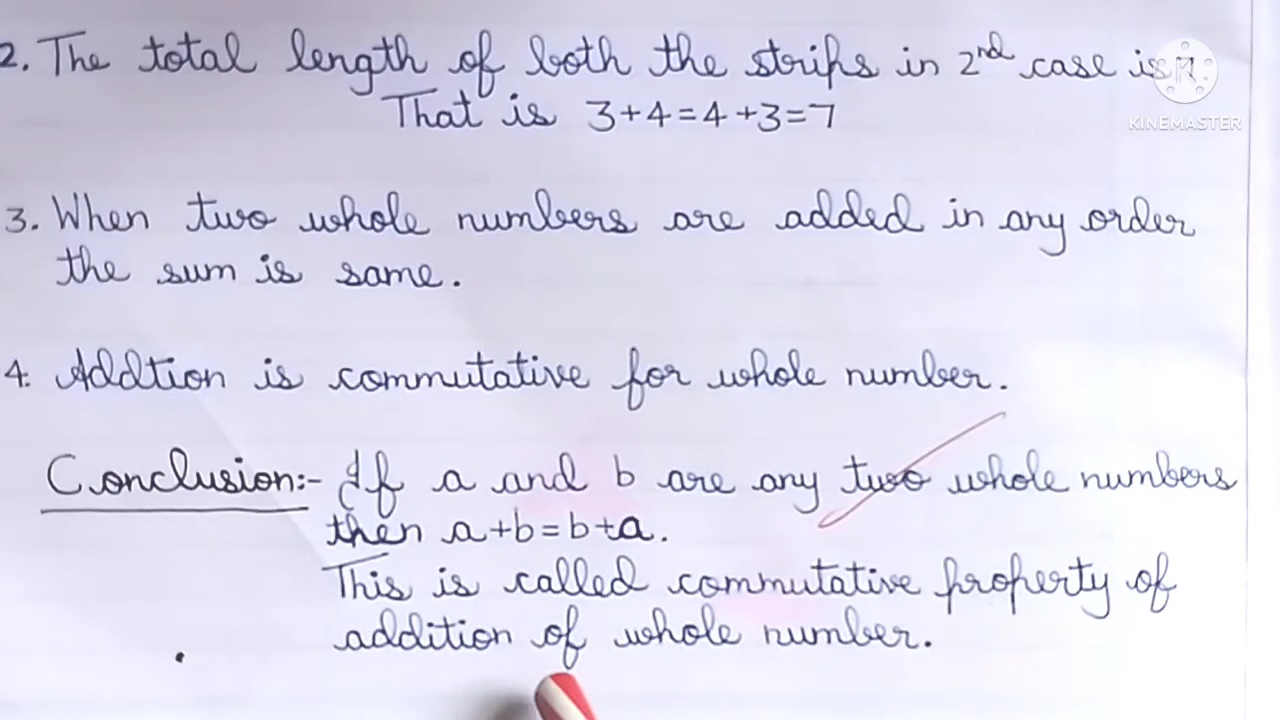 2. The total length of both the strips in 2nd case is 7.
That is 3+4=4+3=7
3. When two whole numbers are added in any order
the sum is same.
4. Addtion is commutative for whole number.
Conclusion:- If a and b are any two whole numbers
then a+b=b+a.
This is called commutative property of
addition of whole number.
KINEMASTER